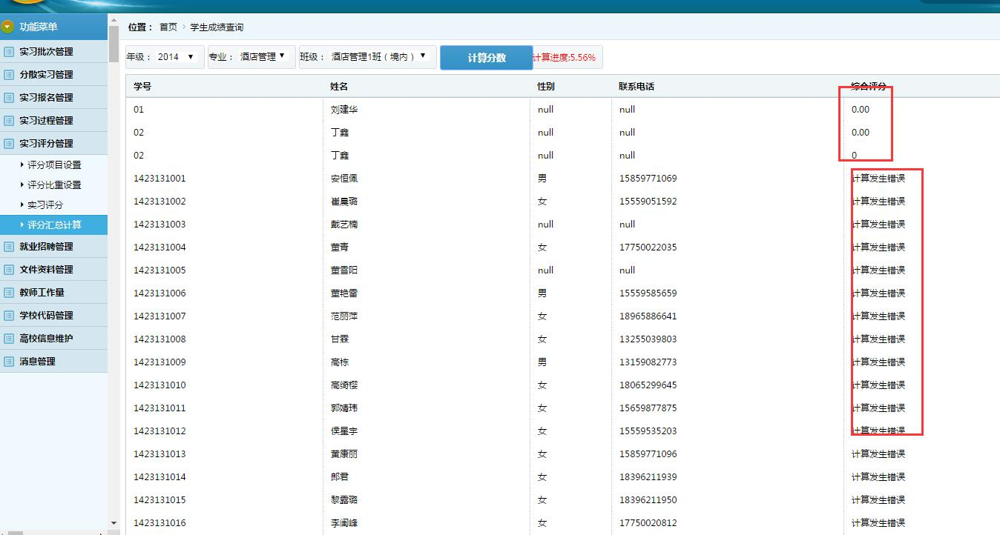 位置： 首页 › 学生成绩查询
功能菜单
实习批次管理
分散实习管理
实习报名管理
实习过程管理
实习评分管理
评分项目设置
评分比重设置
实习评分
评分汇总计算
就业招聘管理
文件资料管理
教师工作量
学校代码管理
高校信息维护
消息管理
年级： 2014 专业： 酒店管理 班级： 酒店管理1班（境内） 计算分数 计算进度:5.56%
学号 姓名 性别 联系电话 综合评分
01 刘建华 null null 0.00
02 丁鑫 null null 0.00
02 丁鑫 null null 0
1423131001 安恒佩 男 15859771069 计算发生错误
1423131002 崔晨璐 女 15559051592 计算发生错误
1423131003 戴艺楠 null null 计算发生错误
1423131004 董青 女 17750022035 计算发生错误
1423131005 董雪阳 null null 计算发生错误
1423131006 董艳雷 男 15559585659 计算发生错误
1423131007 范丽萍 女 18965886641 计算发生错误
1423131008 甘霖 女 13255039803 计算发生错误
1423131009 高栋 男 13159082773 计算发生错误
1423131010 高绮樱 女 18065299645 计算发生错误
1423131011 郭婧玮 女 15659877875 计算发生错误
1423131012 侯星宇 女 15559535203 计算发生错误
1423131013 黄康丽 女 15859771096 计算发生错误
1423131014 郎君 女 18396211939 计算发生错误
1423131015 黎露璐 女 18396211950 计算发生错误
1423131016 李闽峰 女 17750020812 计算发生错误